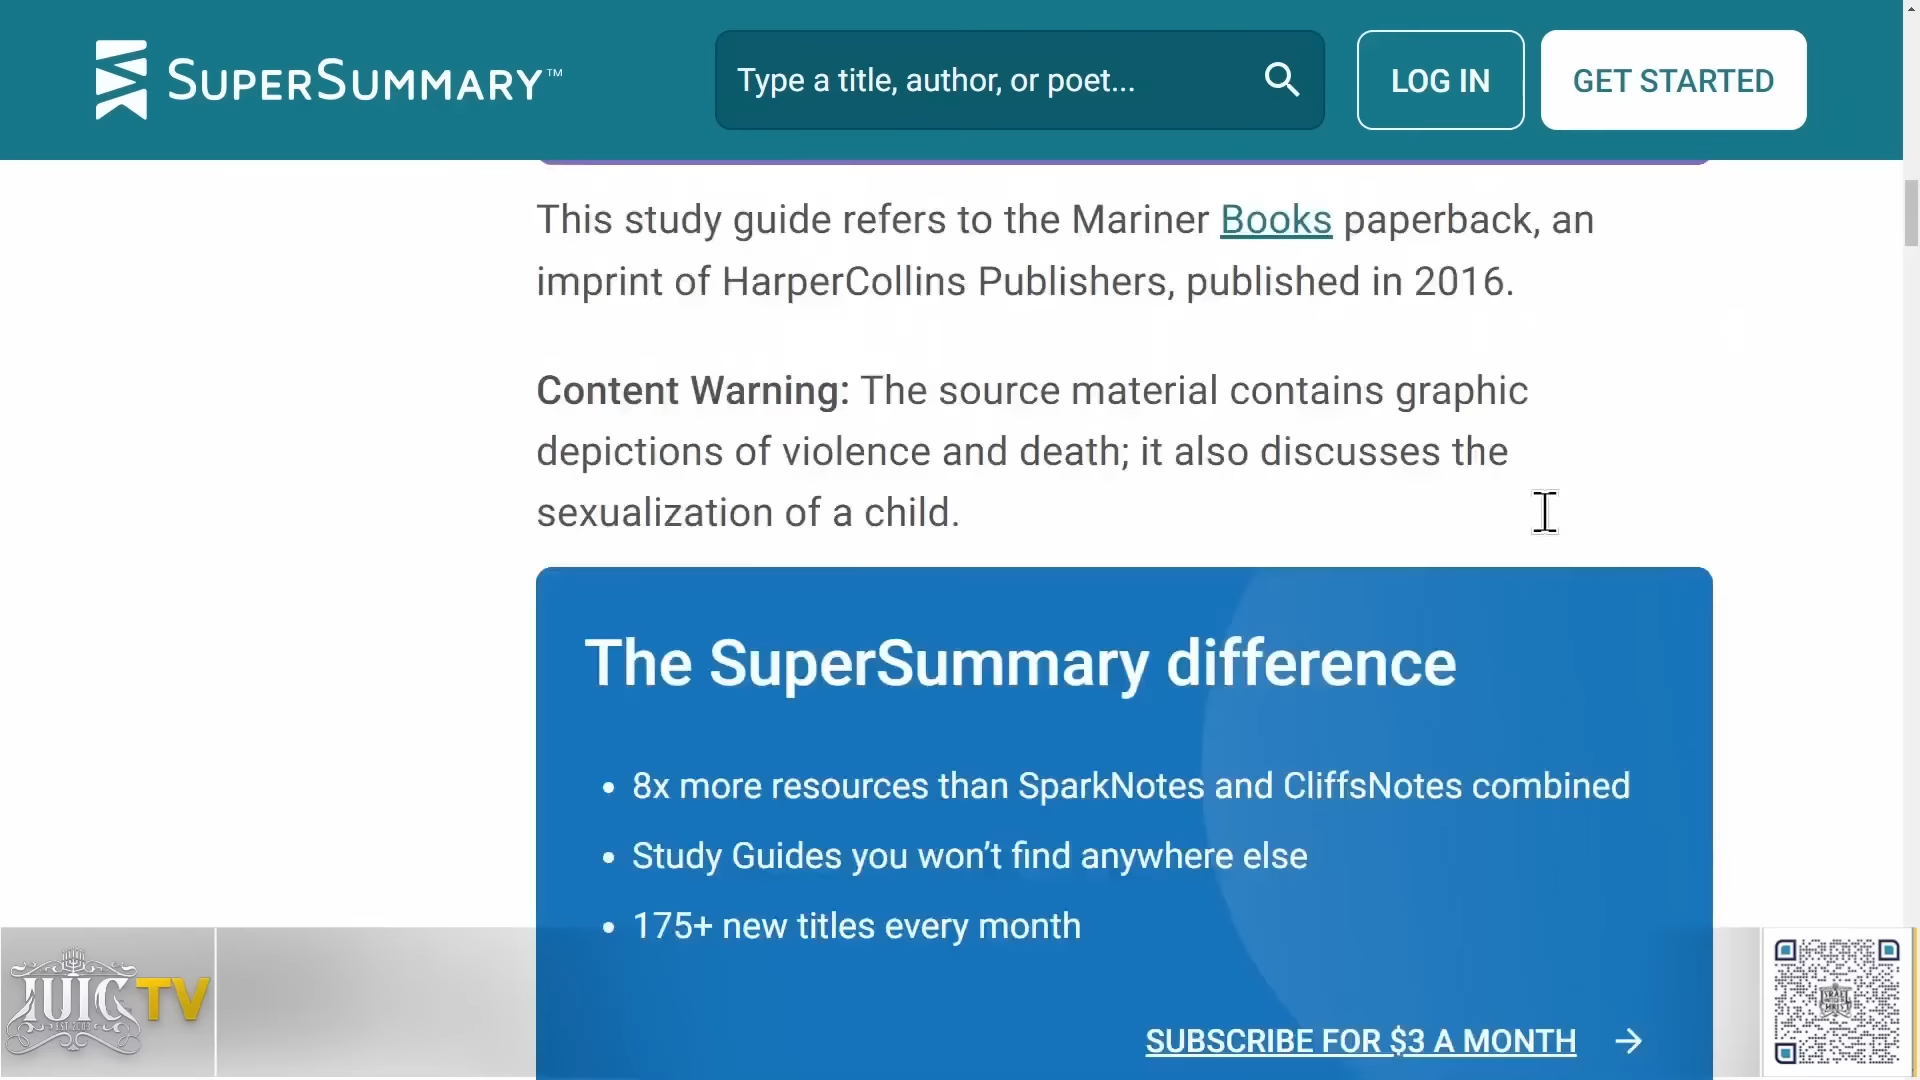 SUPERSUMMARY™
Type a title, author, or poet...
LOG IN
GET STARTED
This study guide refers to the Mariner Books paperback, an
imprint of HarperCollins Publishers, published in 2016.
Content Warning: The source material contains graphic
depictions of violence and death; it also discusses the
sexualization of a child.
The SuperSummary difference
• 8x more resources than SparkNotes and CliffsNotes combined
• Study Guides you won’t find anywhere else
• 175+ new titles every month
SUBSCRIBE FOR $3 A MONTH →
IUIC TV
EST. 2003